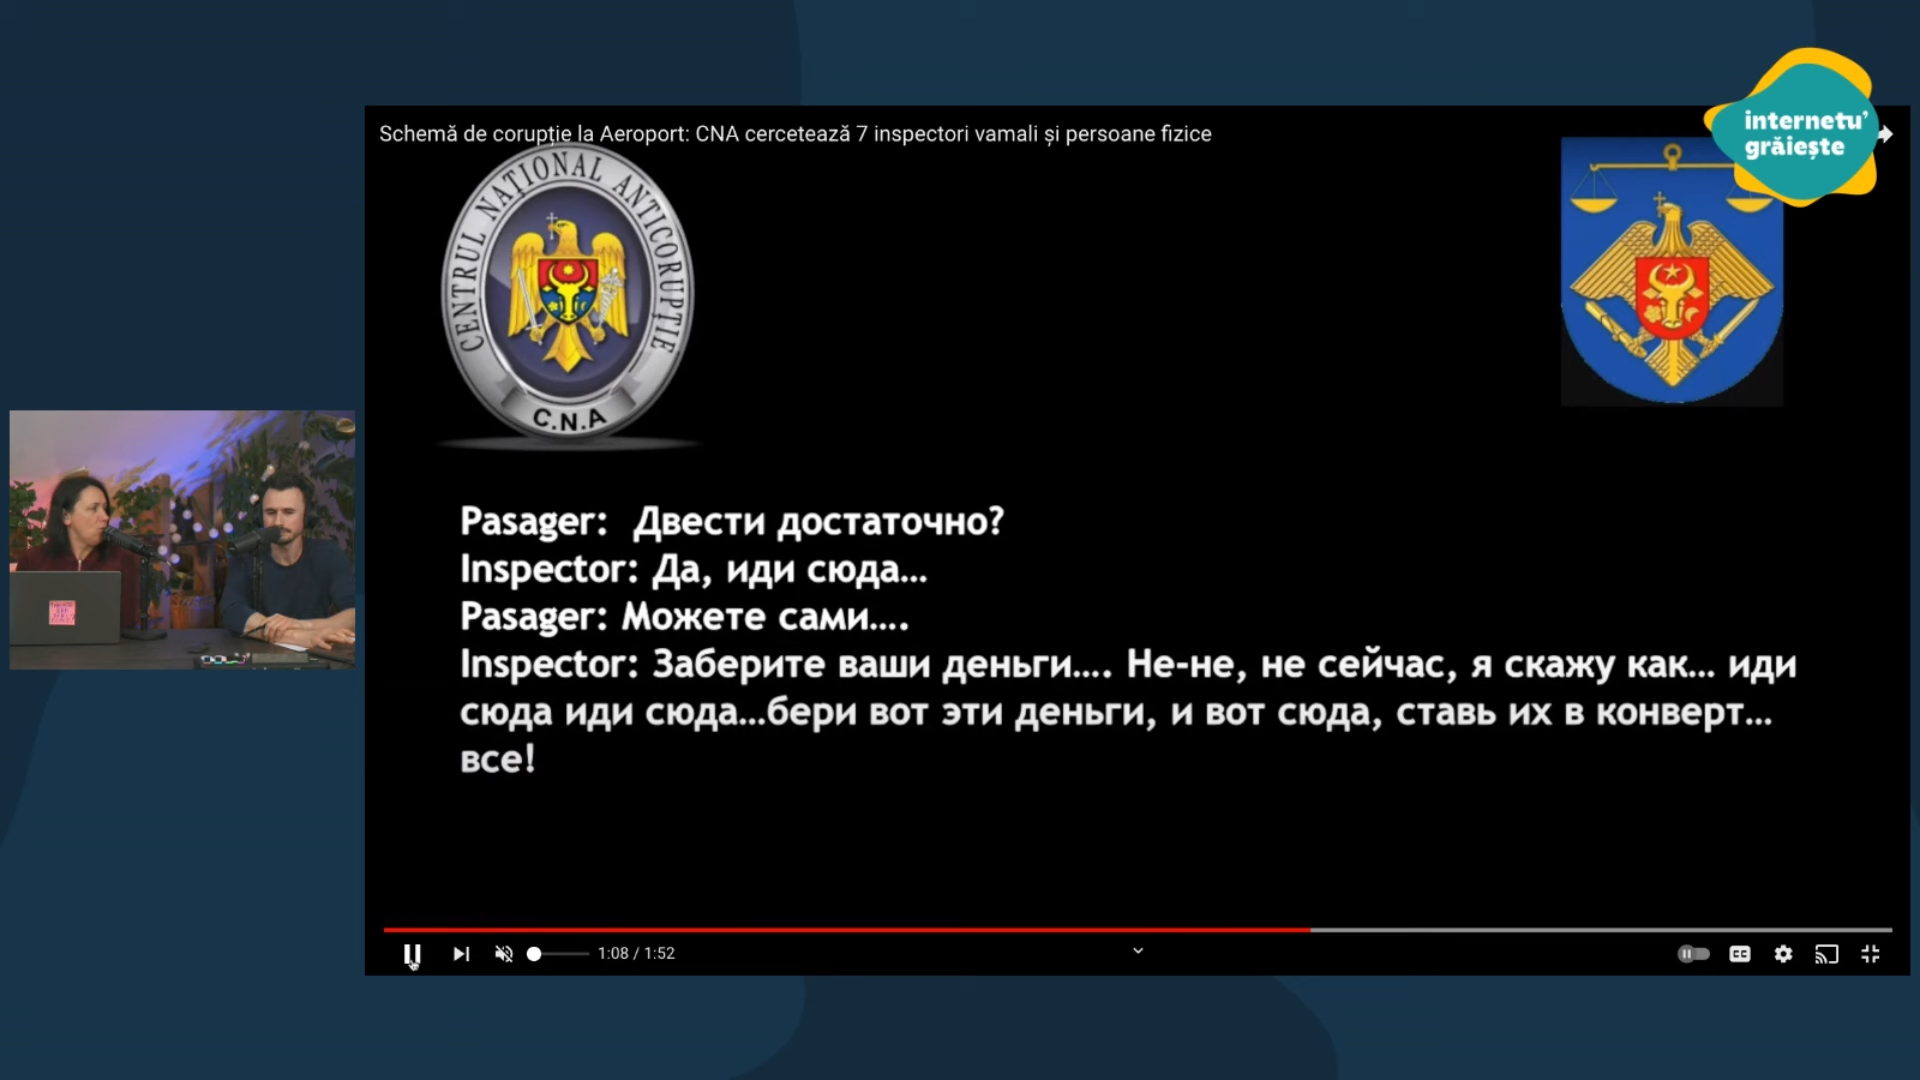 internetu'
grăiește
Schemă de corupție la Aeroport: CNA cercetează 7 inspectori vamali și persoane fizice
CENTRUL NAȚIONAL ANTICORUPȚIE
C.N.A
Pasager: Двести достаточно?
Inspector: Да, иди сюда...
Pasager: Можете сами....
Inspector: Заберите ваши деньги.... Не-не, не сейчас, я скажу как... иди
сюда иди сюда...бери вот эти деньги, и вот сюда, ставь их в конверт...
все!
1:08 / 1:52
CC